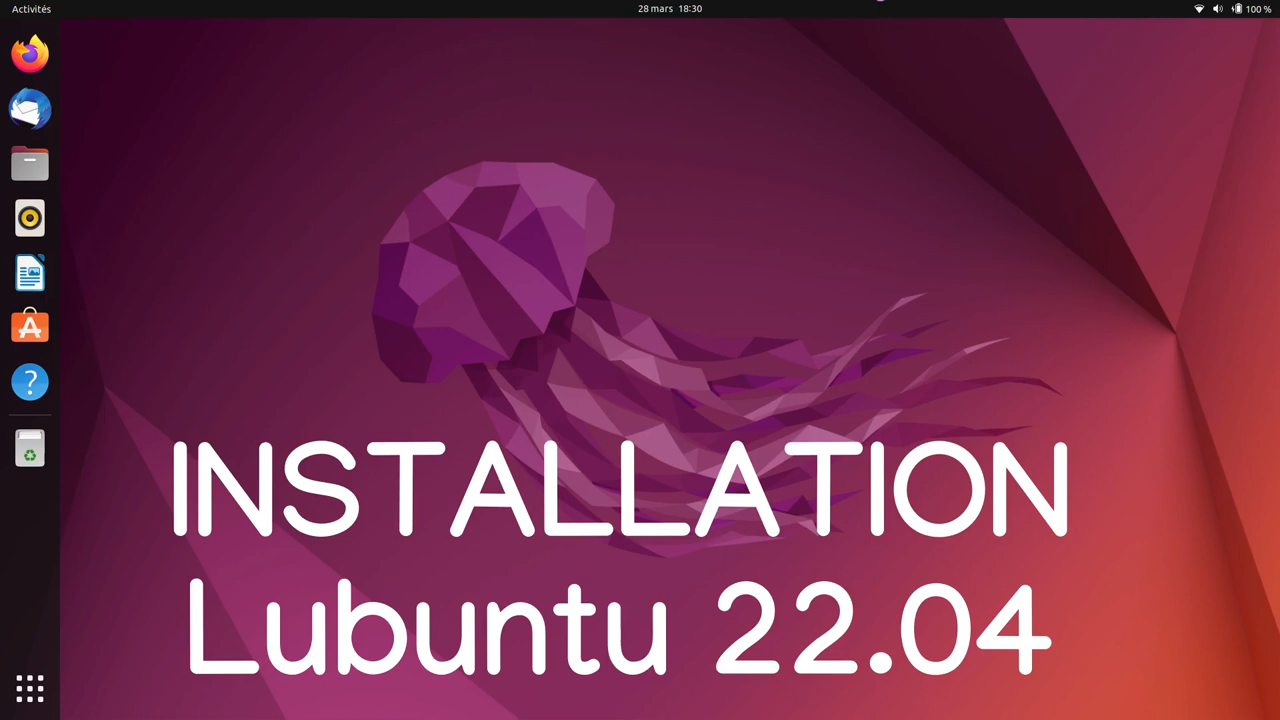 Activités
28 mars 18:30
100 %
INSTALLATION
Lubuntu 22.04